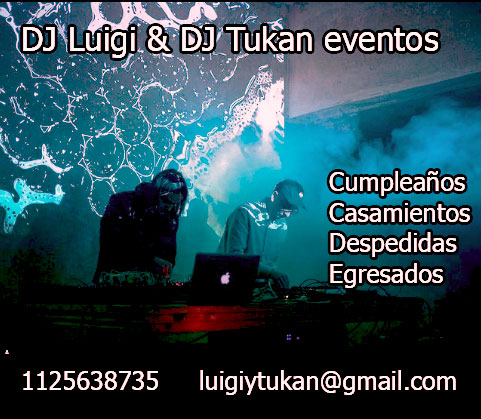 DJ Luigi & DJ Tukan eventos
Cumpleaños
Casamientos
Despedidas
Egresados
1125638735 luigiytukan@gmail.com